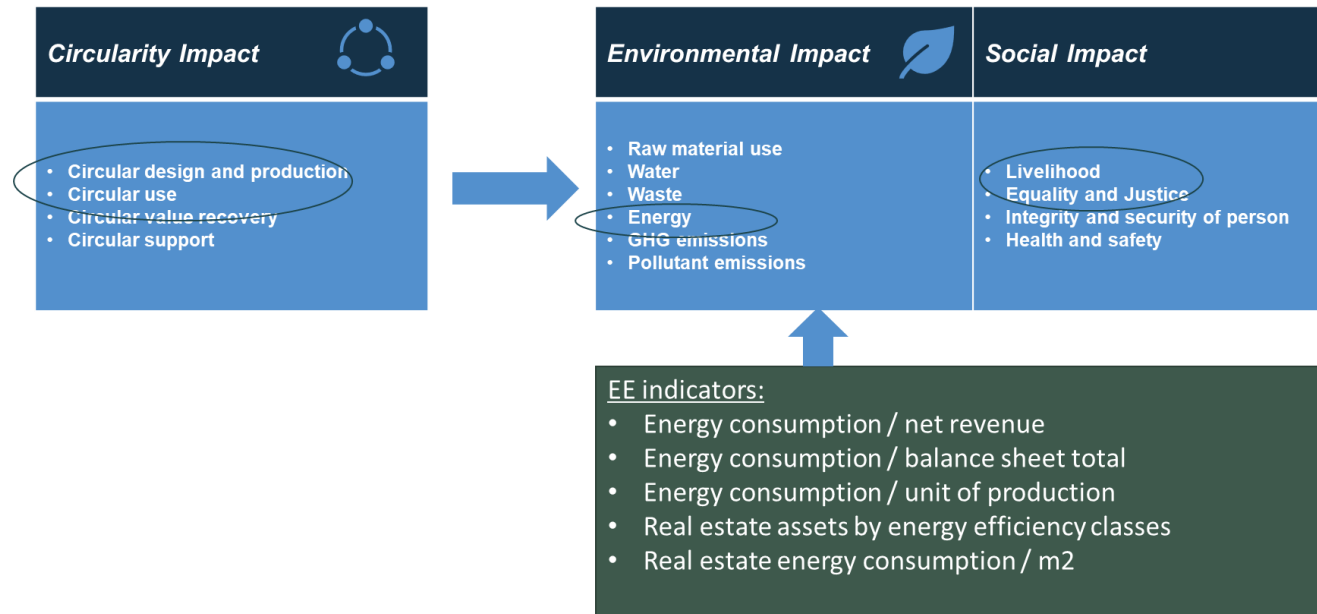 Circularity Impact
• Circular design and production
• Circular use
• Circular value recovery
• Circular support
Environmental Impact
• Raw material use
• Water
• Waste
• Energy
• GHG emissions
• Pollutant emissions
Social Impact
• Livelihood
• Equality and Justice
• Integrity and security of person
• Health and safety
EE indicators:
• Energy consumption / net revenue
• Energy consumption / balance sheet total
• Energy consumption / unit of production
• Real estate assets by energy efficiency classes
• Real estate energy consumption / m2